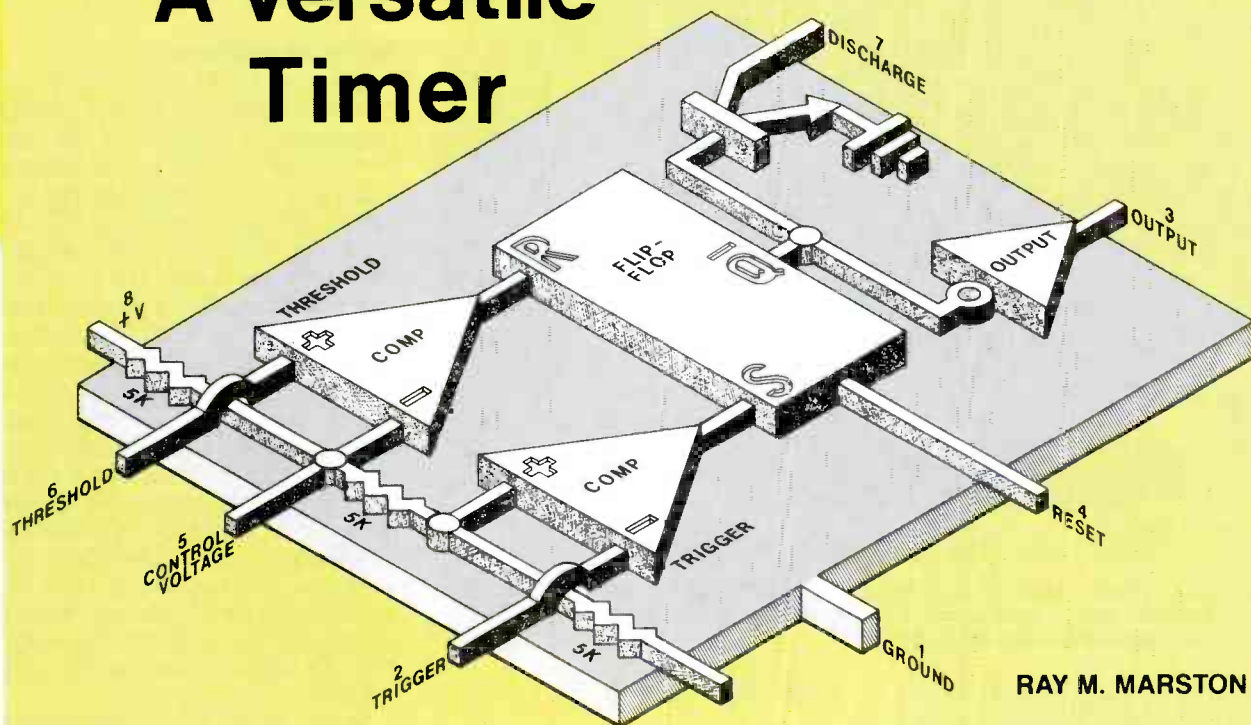 A Versatile
Timer
7
DISCHARGE
3
OUTPUT
OUTPUT
R
FLIP-
FLOP
Q
S
THRESHOLD
8
+V
5K
+
COMP
−
6
THRESHOLD
5
CONTROL
VOLTAGE
5K
+
COMP
−
TRIGGER
4
RESET
2
TRIGGER
5K
1
GROUND
RAY M. MARSTON